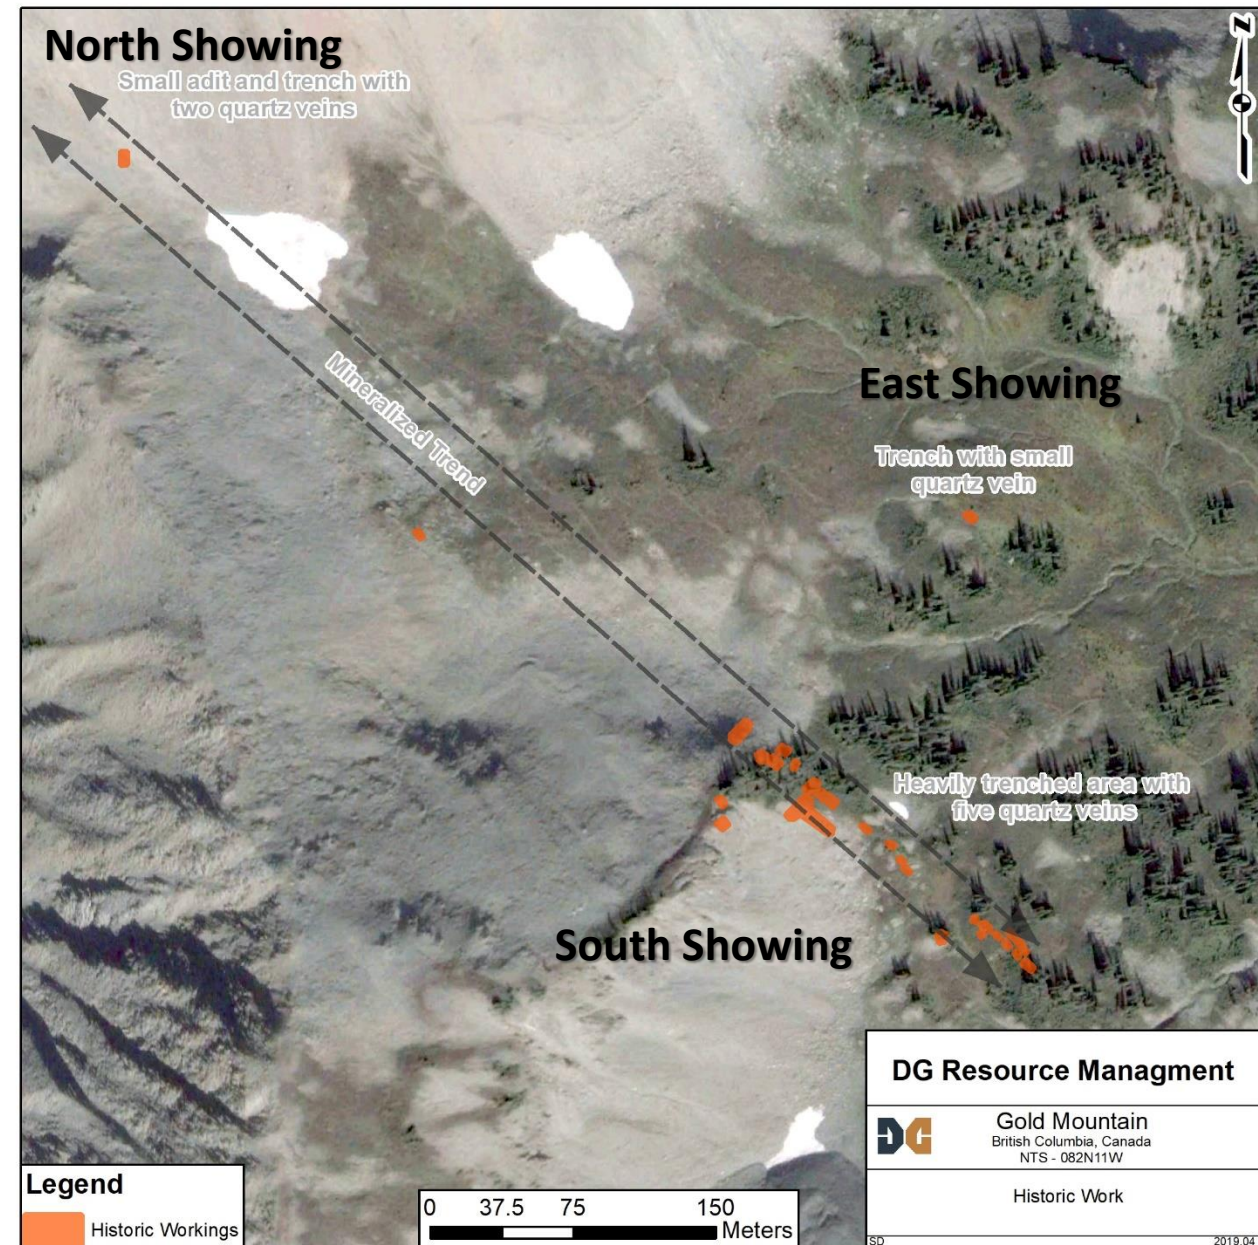 North Showing
Small adit and trench with
two quartz veins
N
Mineralized Trend
East Showing
Trench with small
quartz vein
Heavily trenched area with
five quartz veins
South Showing
Legend
Historic Workings
0 37.5 75 150
Meters
DG Resource Managment
DG
Gold Mountain
British Columbia, Canada
NTS - 082N11W
Historic Work
SD 2019.04